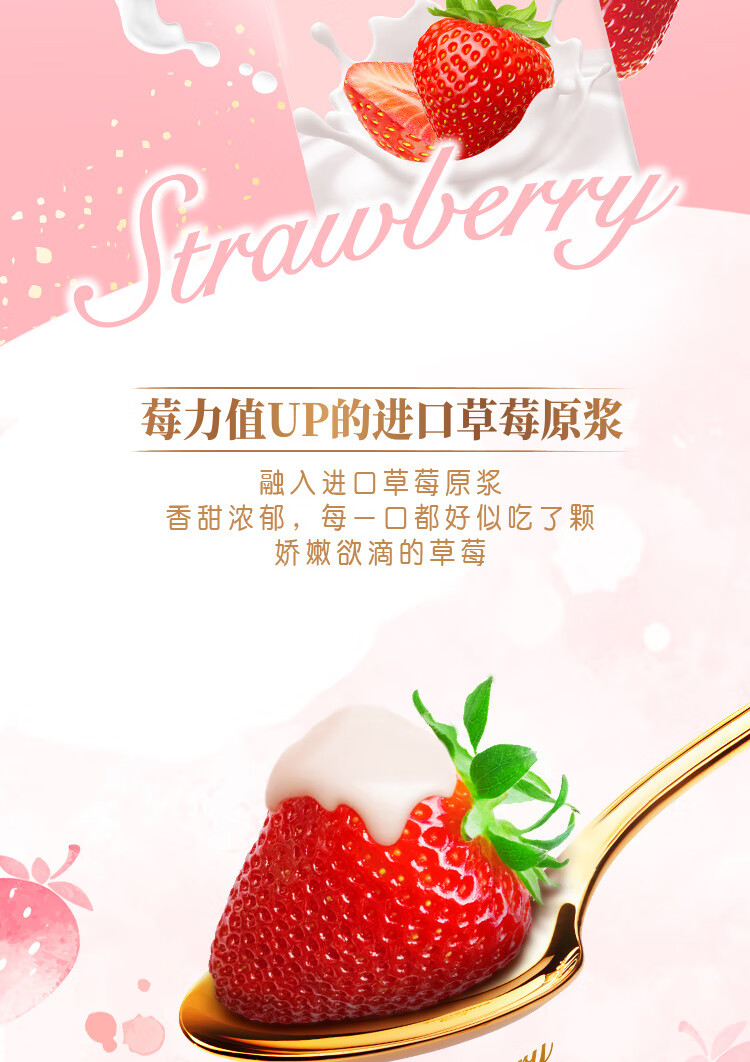 Strawberry
莓力值UP的进口草莓原浆
融入进口草莓原浆
香甜浓郁，每一口都好似吃了颗
娇嫩欲滴的草莓